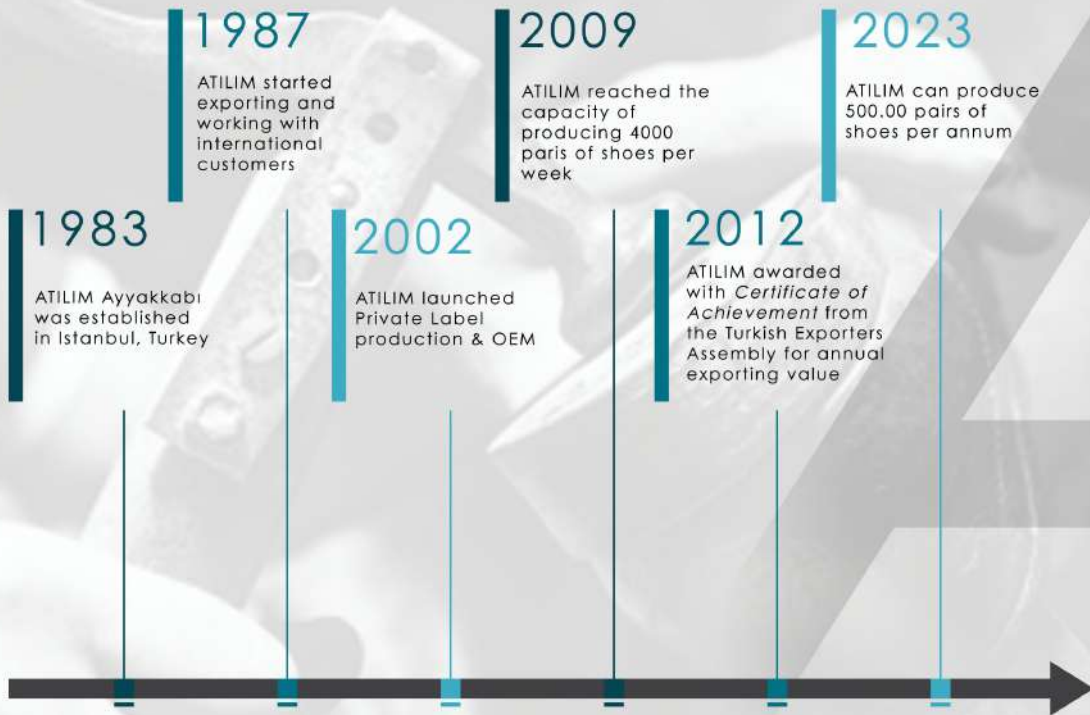 1987
ATILIM started
exporting and
working with
international
customers
2009
ATILIM reached the
capacity of
producing 4000
paris of shoes per
week
2023
ATILIM can produce
500.00 pairs of
shoes per annum
1983
ATILIM Ayyakkabı
was established
in Istanbul, Turkey
2002
ATILIM launched
Private Label
production & OEM
2012
ATILIM awarded
with Certificate of
Achievement from
the Turkish Exporters
Assembly for annual
exporting value